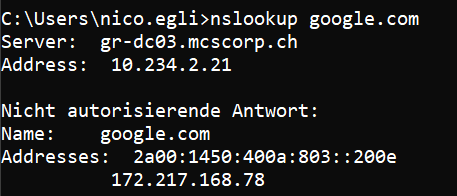 C:\Users\nico.egli>nslookup google.com
Server:  gr-dc03.mcscorp.ch
Address:  10.234.2.21

Nicht autorisierende Antwort:
Name:    google.com
Addresses:  2a00:1450:400a:803::200e
          172.217.168.78